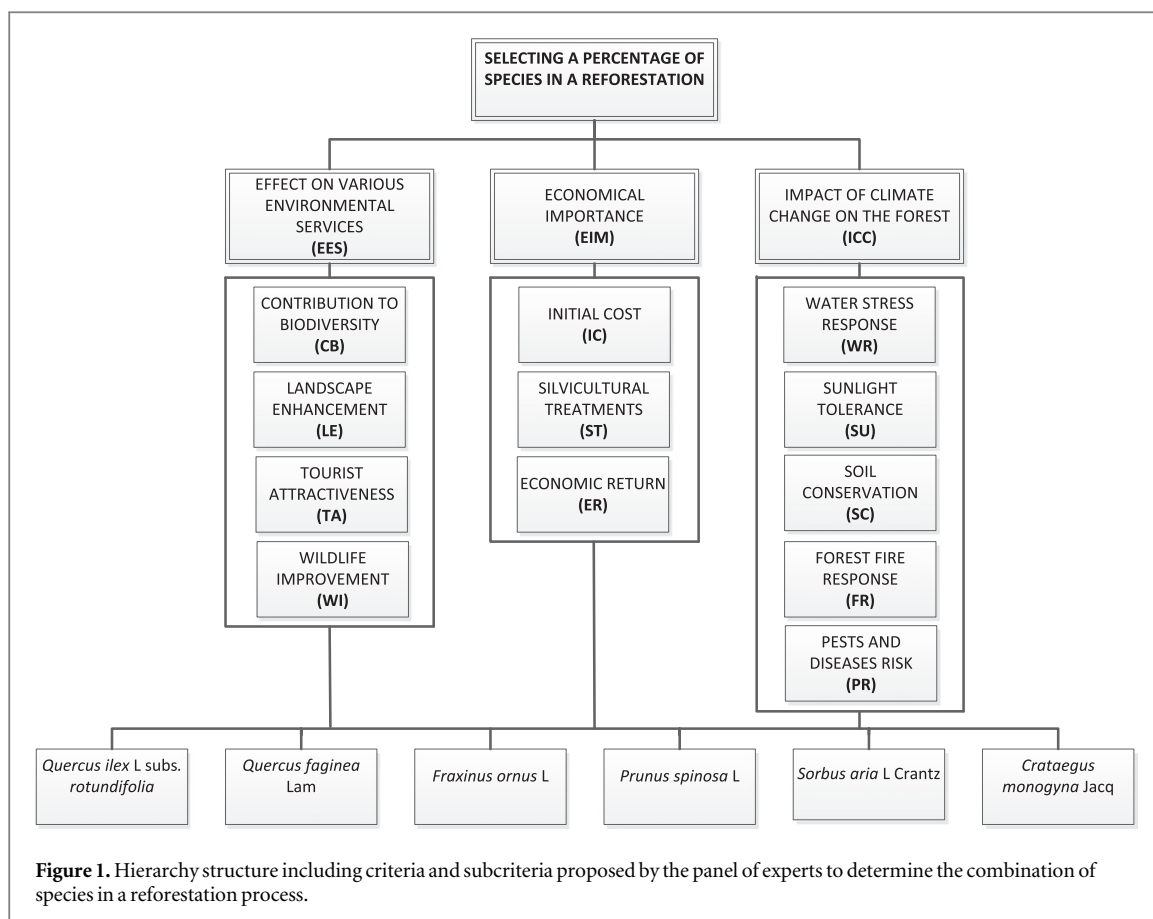 SELECTING A PERCENTAGE OF
SPECIES IN A REFORESTATION
EFFECT ON VARIOUS
ENVIRONMENTAL
SERVICES
(EES)
ECONOMICAL
IMPORTANCE
(EIM)
IMPACT OF CLIMATE
CHANGE ON THE FOREST
(ICC)
CONTRIBUTION TO
BIODIVERSITY
(CB)
LANDSCAPE
ENHANCEMENT
(LE)
TOURIST
ATTRACTIVENESS
(TA)
WILDLIFE
IMPROVEMENT
(WI)
INITIAL COST
(IC)
SILVICULTURAL
TREATMENTS
(ST)
ECONOMIC RETURN
(ER)
WATER STRESS
RESPONSE
(WR)
SUNLIGHT
TOLERANCE
(SU)
SOIL
CONSERVATION
(SC)
FOREST FIRE
RESPONSE
(FR)
PESTS AND
DISEASES RISK
(PR)
Quercus ilex L subs.
rotundifolia
Quercus faginea
Lam
Fraxinus ornus L
Prunus spinosa L
Sorbus aria L Crantz
Crataegus
monogyna Jacq
Figure 1. Hierarchy structure including criteria and subcriteria proposed by the panel of experts to determine the combination of
species in a reforestation process.